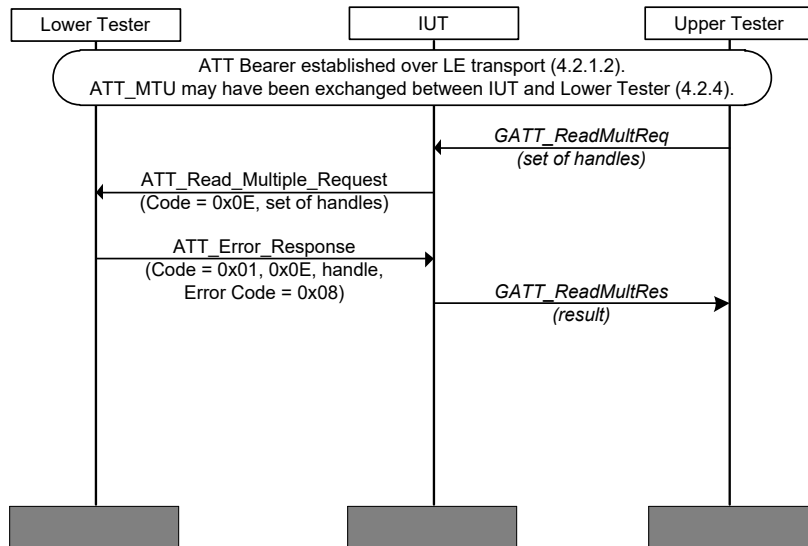 Lower Tester
IUT
Upper Tester
ATT Bearer established over LE transport (4.2.1.2).
ATT_MTU may have been exchanged between IUT and Lower Tester (4.2.4).
GATT_ReadMultReq
(set of handles)
ATT_Read_Multiple_Request
(Code = 0x0E, set of handles)
ATT_Error_Response
(Code = 0x01, 0x0E, handle,
Error Code = 0x08)
GATT_ReadMultRes
(result)